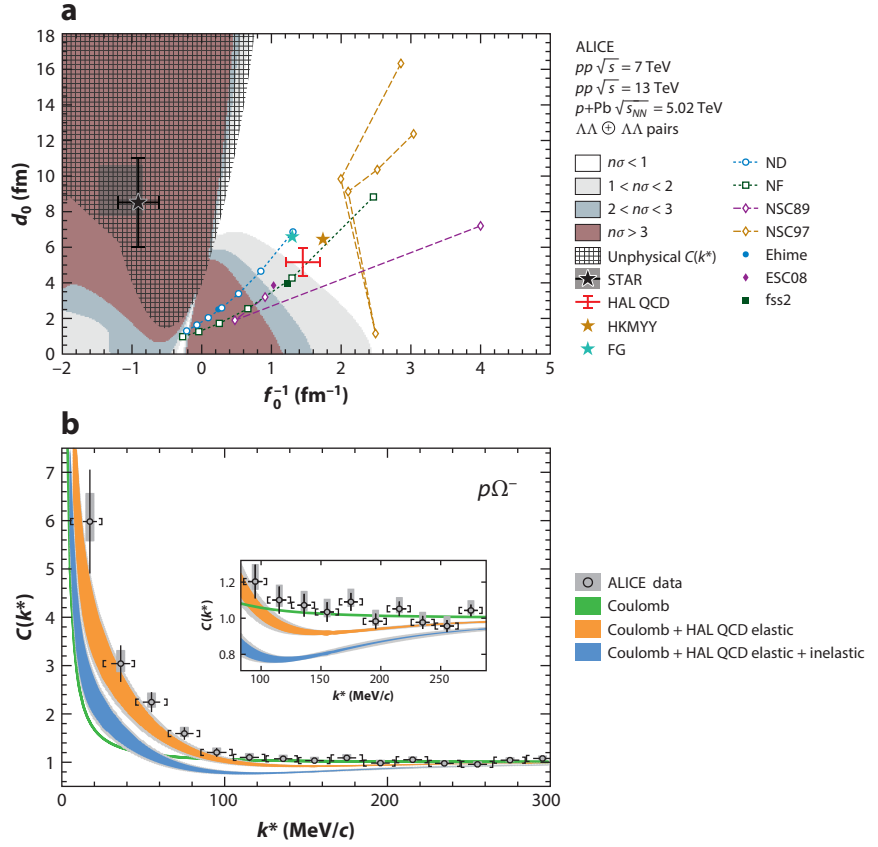 a
18
16
14
12
10
8
6
4
2
0
d₀ (fm)
−2 −1 0 1 2 3 4 5
f₀⁻¹ (fm⁻¹)
ALICE
pp √s = 7 TeV
pp √s = 13 TeV
p+Pb √s_NN = 5.02 TeV
ΛΛ ⊕ ΛΛ pairs
nσ < 1
1 < nσ < 2
2 < nσ < 3
nσ > 3
Unphysical C(k*)
STAR
HAL QCD
HKMYY
FG
ND
NF
NSC89
NSC97
Ehime
ESC08
fss2
b
7
6
5
4
3
2
1
C(k*)
pΩ⁻
1.2
1.0
0.8
C(k*)
100 150 200 250
k* (MeV/c)
0 100 200 300
k* (MeV/c)
ALICE data
Coulomb
Coulomb + HAL QCD elastic
Coulomb + HAL QCD elastic + inelastic